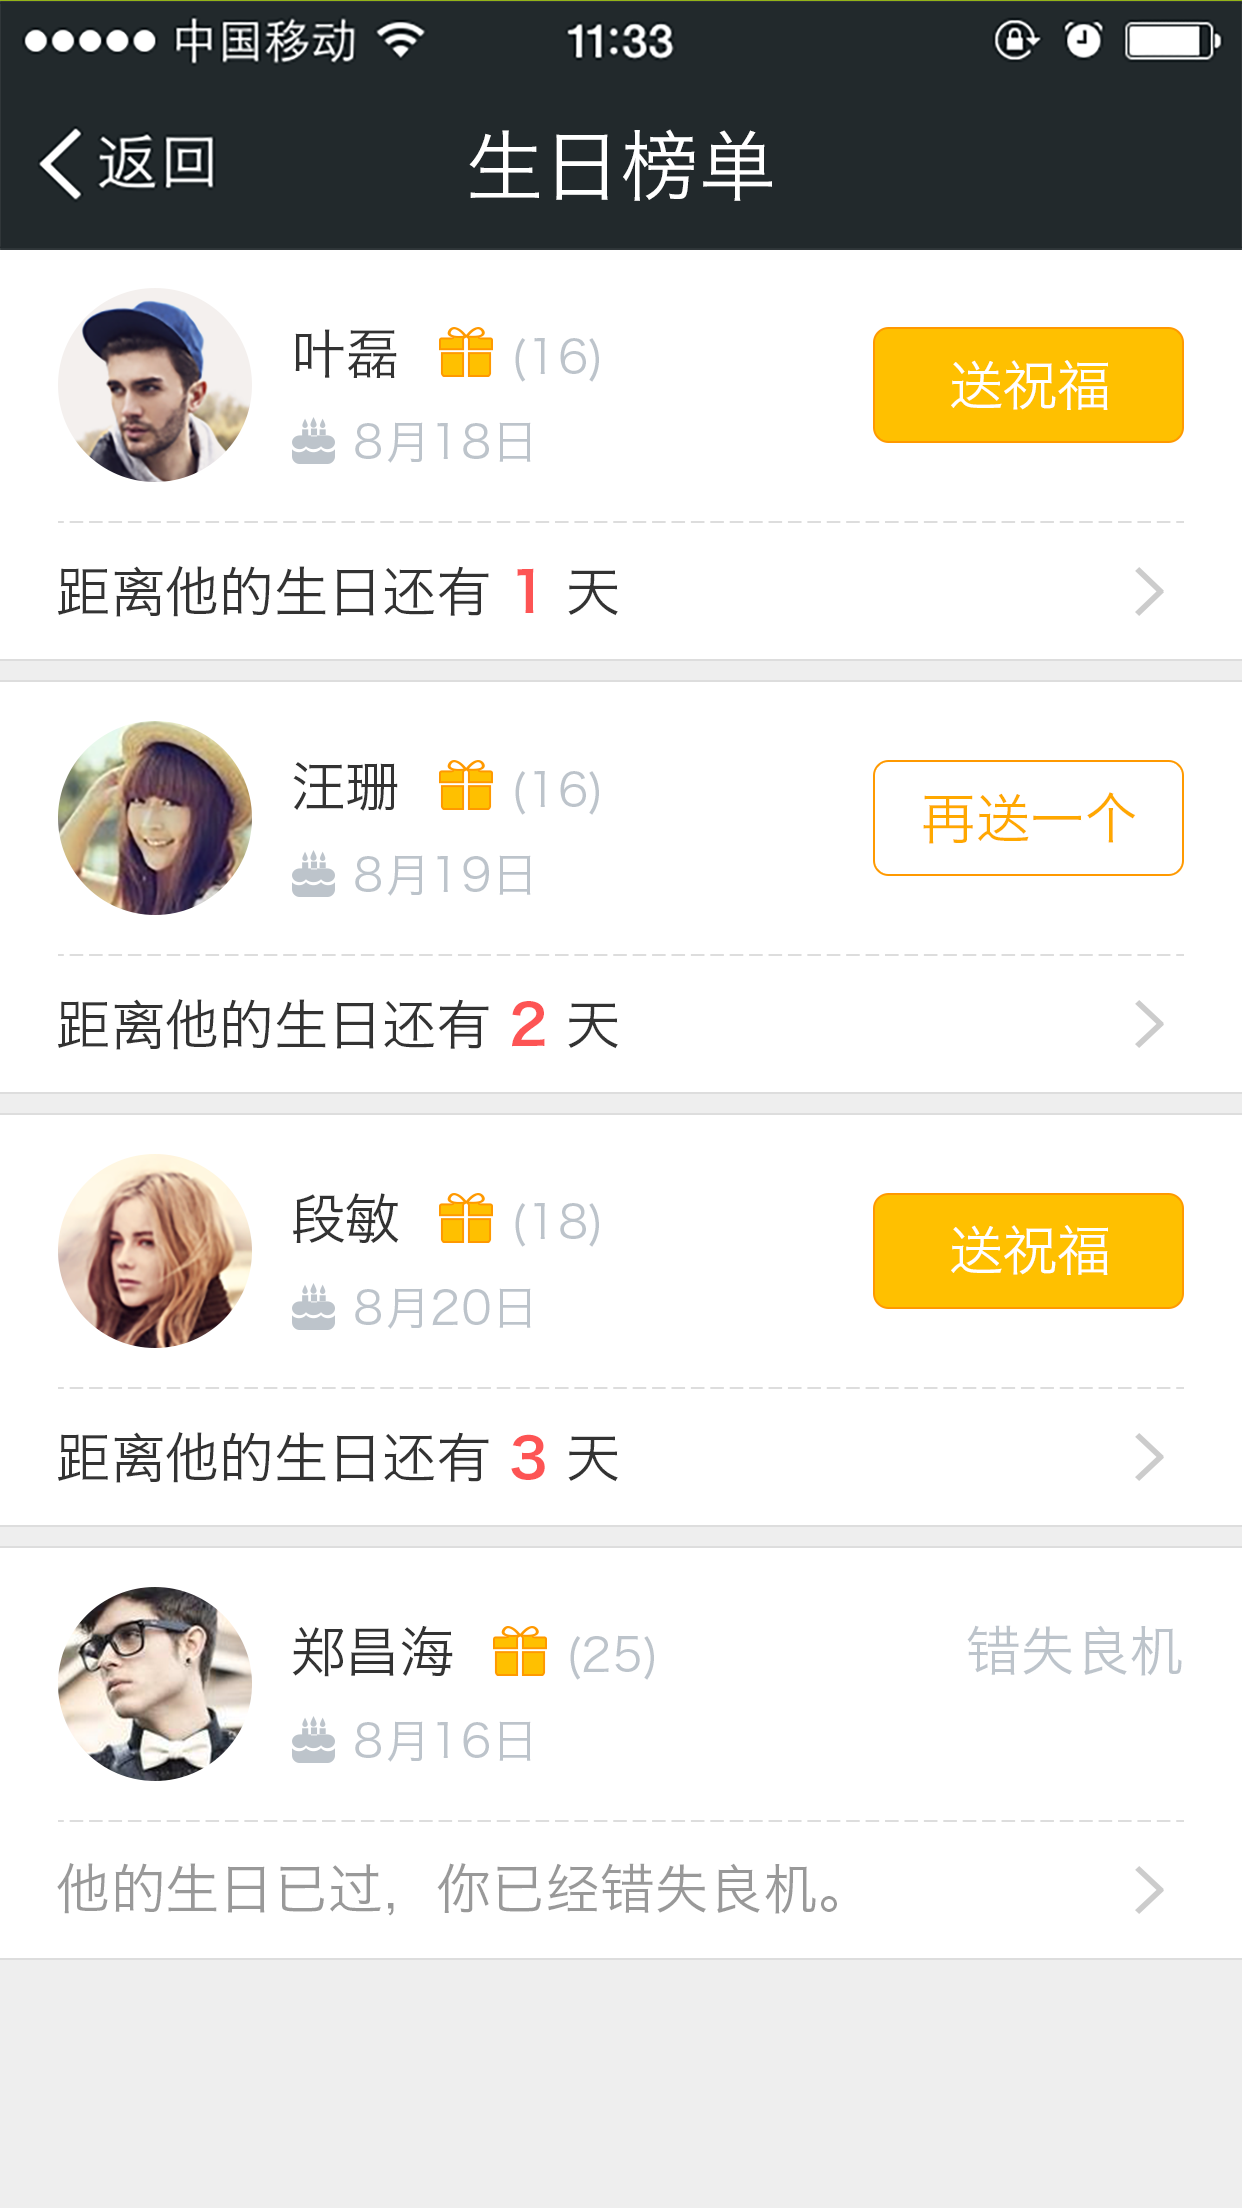 中国移动 11:33
返回 生日榜单
叶磊 (16)
送祝福
8月18日
距离他的生日还有 1 天
汪珊 (16)
再送一个
8月19日
距离他的生日还有 2 天
段敏 (18)
送祝福
8月20日
距离他的生日还有 3 天
郑昌海 (25) 错失良机
8月16日
他的生日已过，你已经错失良机。